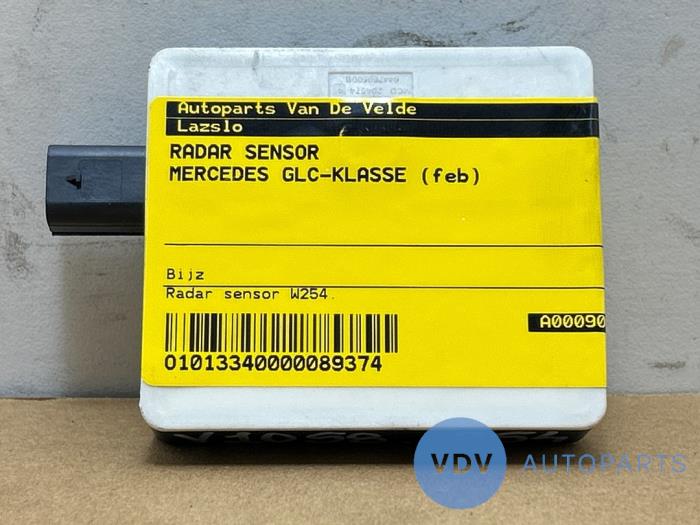 Autoparts Van De Velde
Lazslo
RADAR SENSOR
MERCEDES GLC-KLASSE (feb)
Bijz
Radar sensor W254.
A00090
01013340000089374
VDV AUTOPARTS